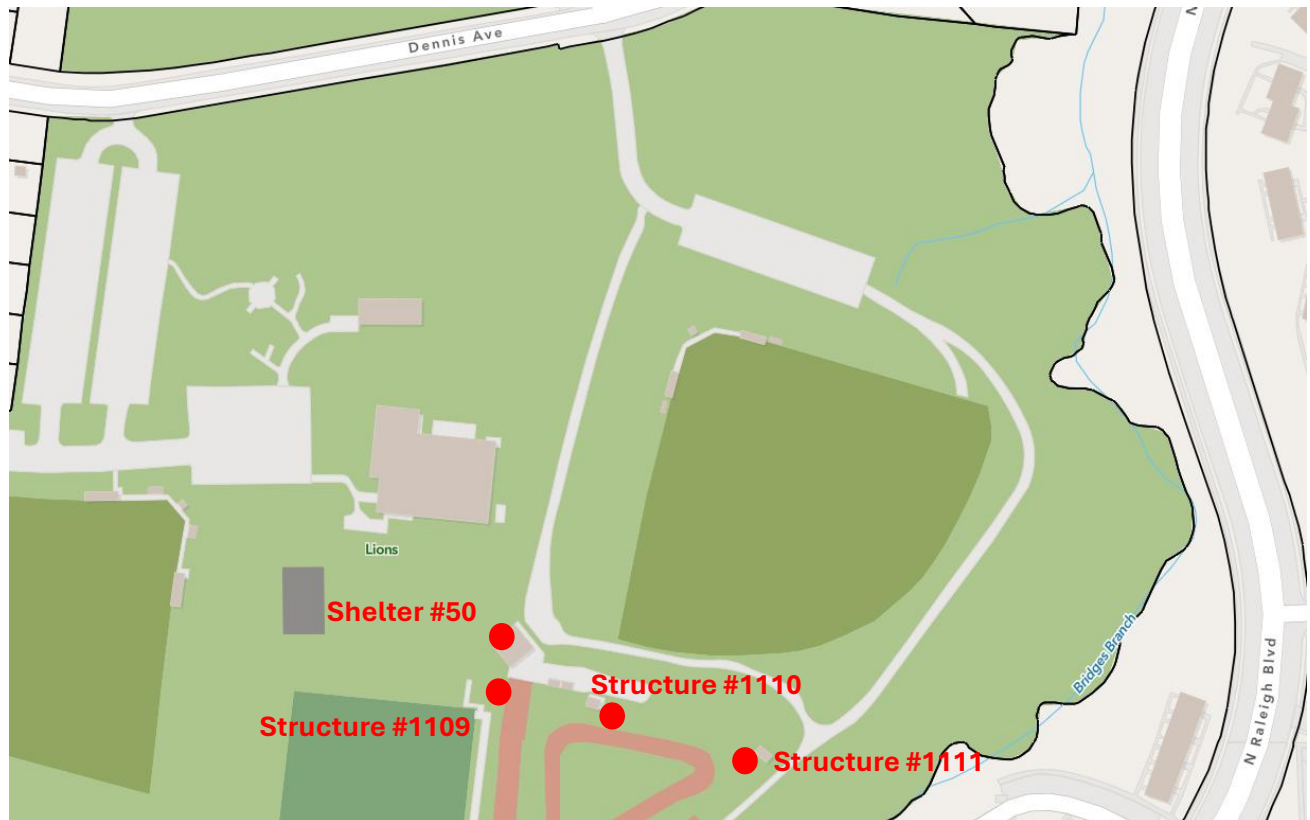 Dennis Ave
Lions
Shelter #50
Structure #1110
Structure #1109
Structure #1111
Bridges Branch
N Raleigh Blvd